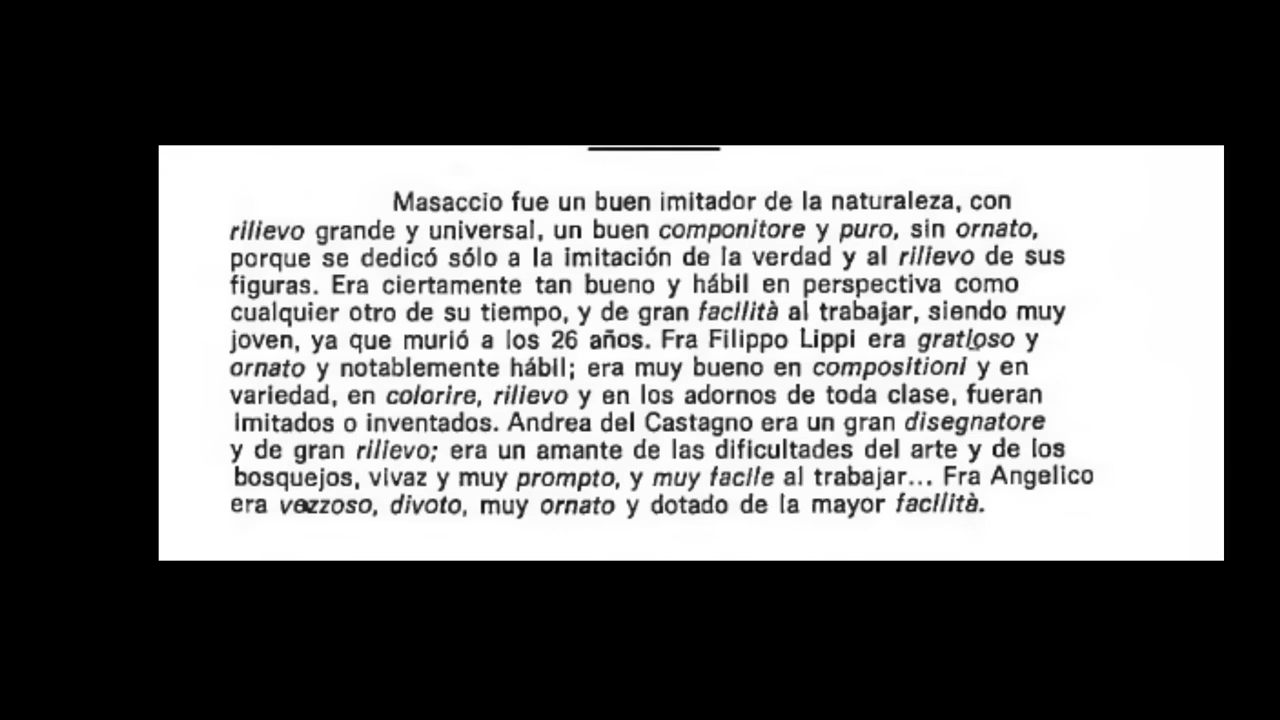 Masaccio fue un buen imitador de la naturaleza, con
rilievo grande y universal, un buen componitore y puro, sin ornato,
porque se dedicó sólo a la imitación de la verdad y al rilievo de sus
figuras. Era ciertamente tan bueno y hábil en perspectiva como
cualquier otro de su tiempo, y de gran facilità al trabajar, siendo muy
joven, ya que murió a los 26 años. Fra Filippo Lippi era gratioso y
ornato y notablemente hábil; era muy bueno en compositioni y en
variedad, en colorire, rilievo y en los adornos de toda clase, fueran
imitados o inventados. Andrea del Castagno era un gran disegnatore
y de gran rilievo; era un amante de las dificultades del arte y de los
bosquejos, vivaz y muy prompto, y muy facile al trabajar... Fra Angelico
era vezzoso, divoto, muy ornato y dotado de la mayor facilità.